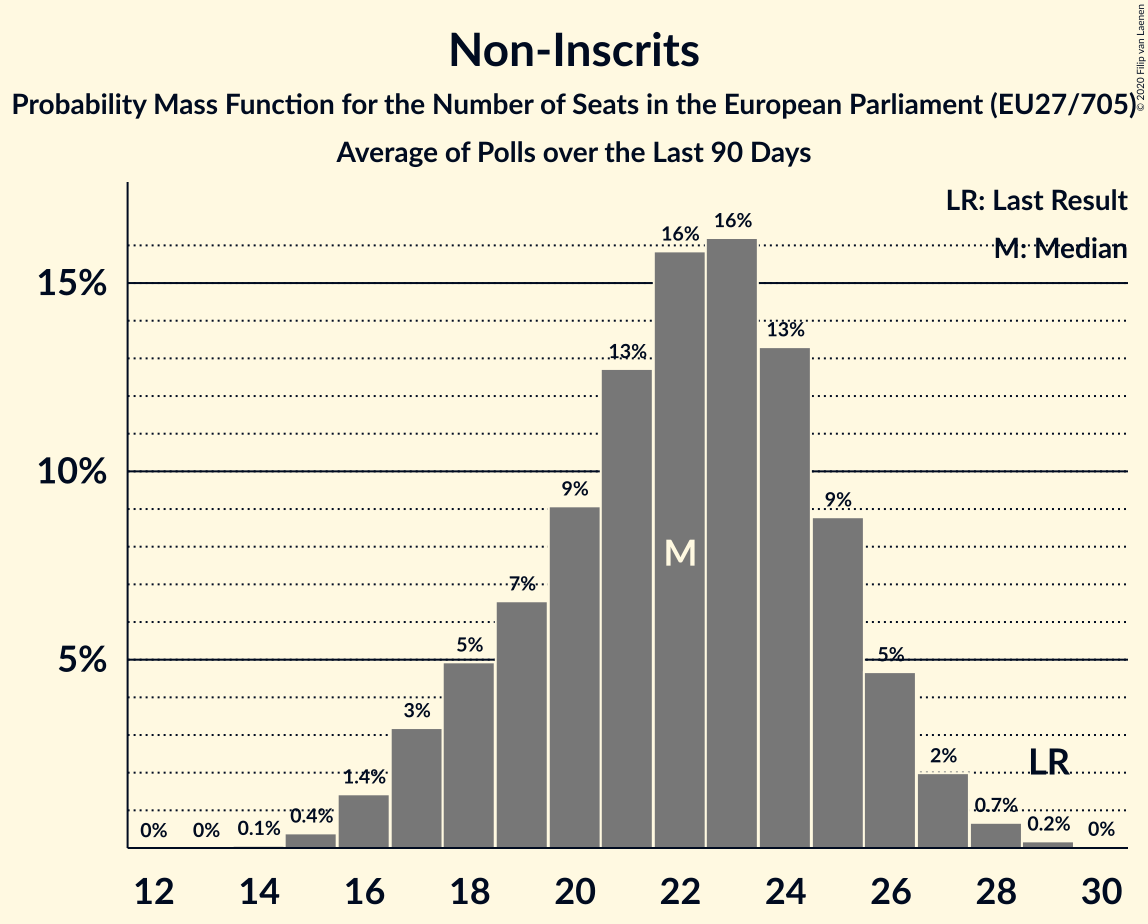 Non-Inscrits
Probability Mass Function for the Number of Seats in the European Parliament (EU27/705)
Average of Polls over the Last 90 Days
© 2020 Filip van Laenen
LR: Last Result
M: Median
15%
10%
5%
0%
0%
0.1%
0.4%
1.4%
3%
5%
7%
9%
13%
16%
16%
13%
9%
5%
2%
0.7%
0.2%
0%
M
LR
12 14 16 18 20 22 24 26 28 30